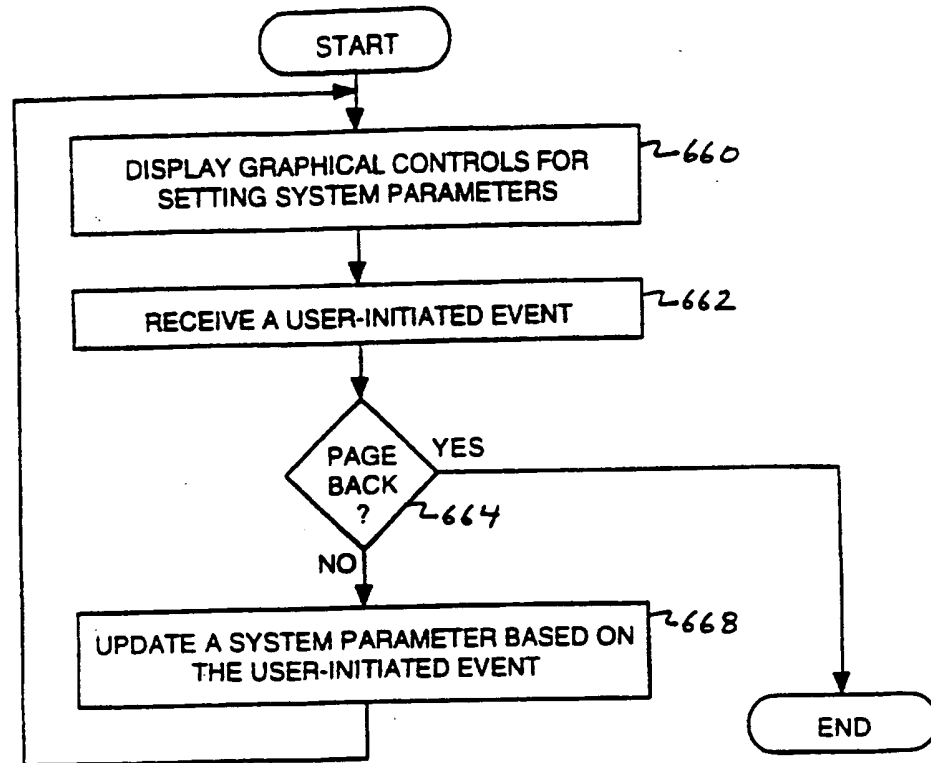 START
DISPLAY GRAPHICAL CONTROLS FOR
SETTING SYSTEM PARAMETERS
660
RECEIVE A USER-INITIATED EVENT
662
PAGE
BACK
?
YES
664
NO
UPDATE A SYSTEM PARAMETER BASED ON
THE USER-INITIATED EVENT
668
END